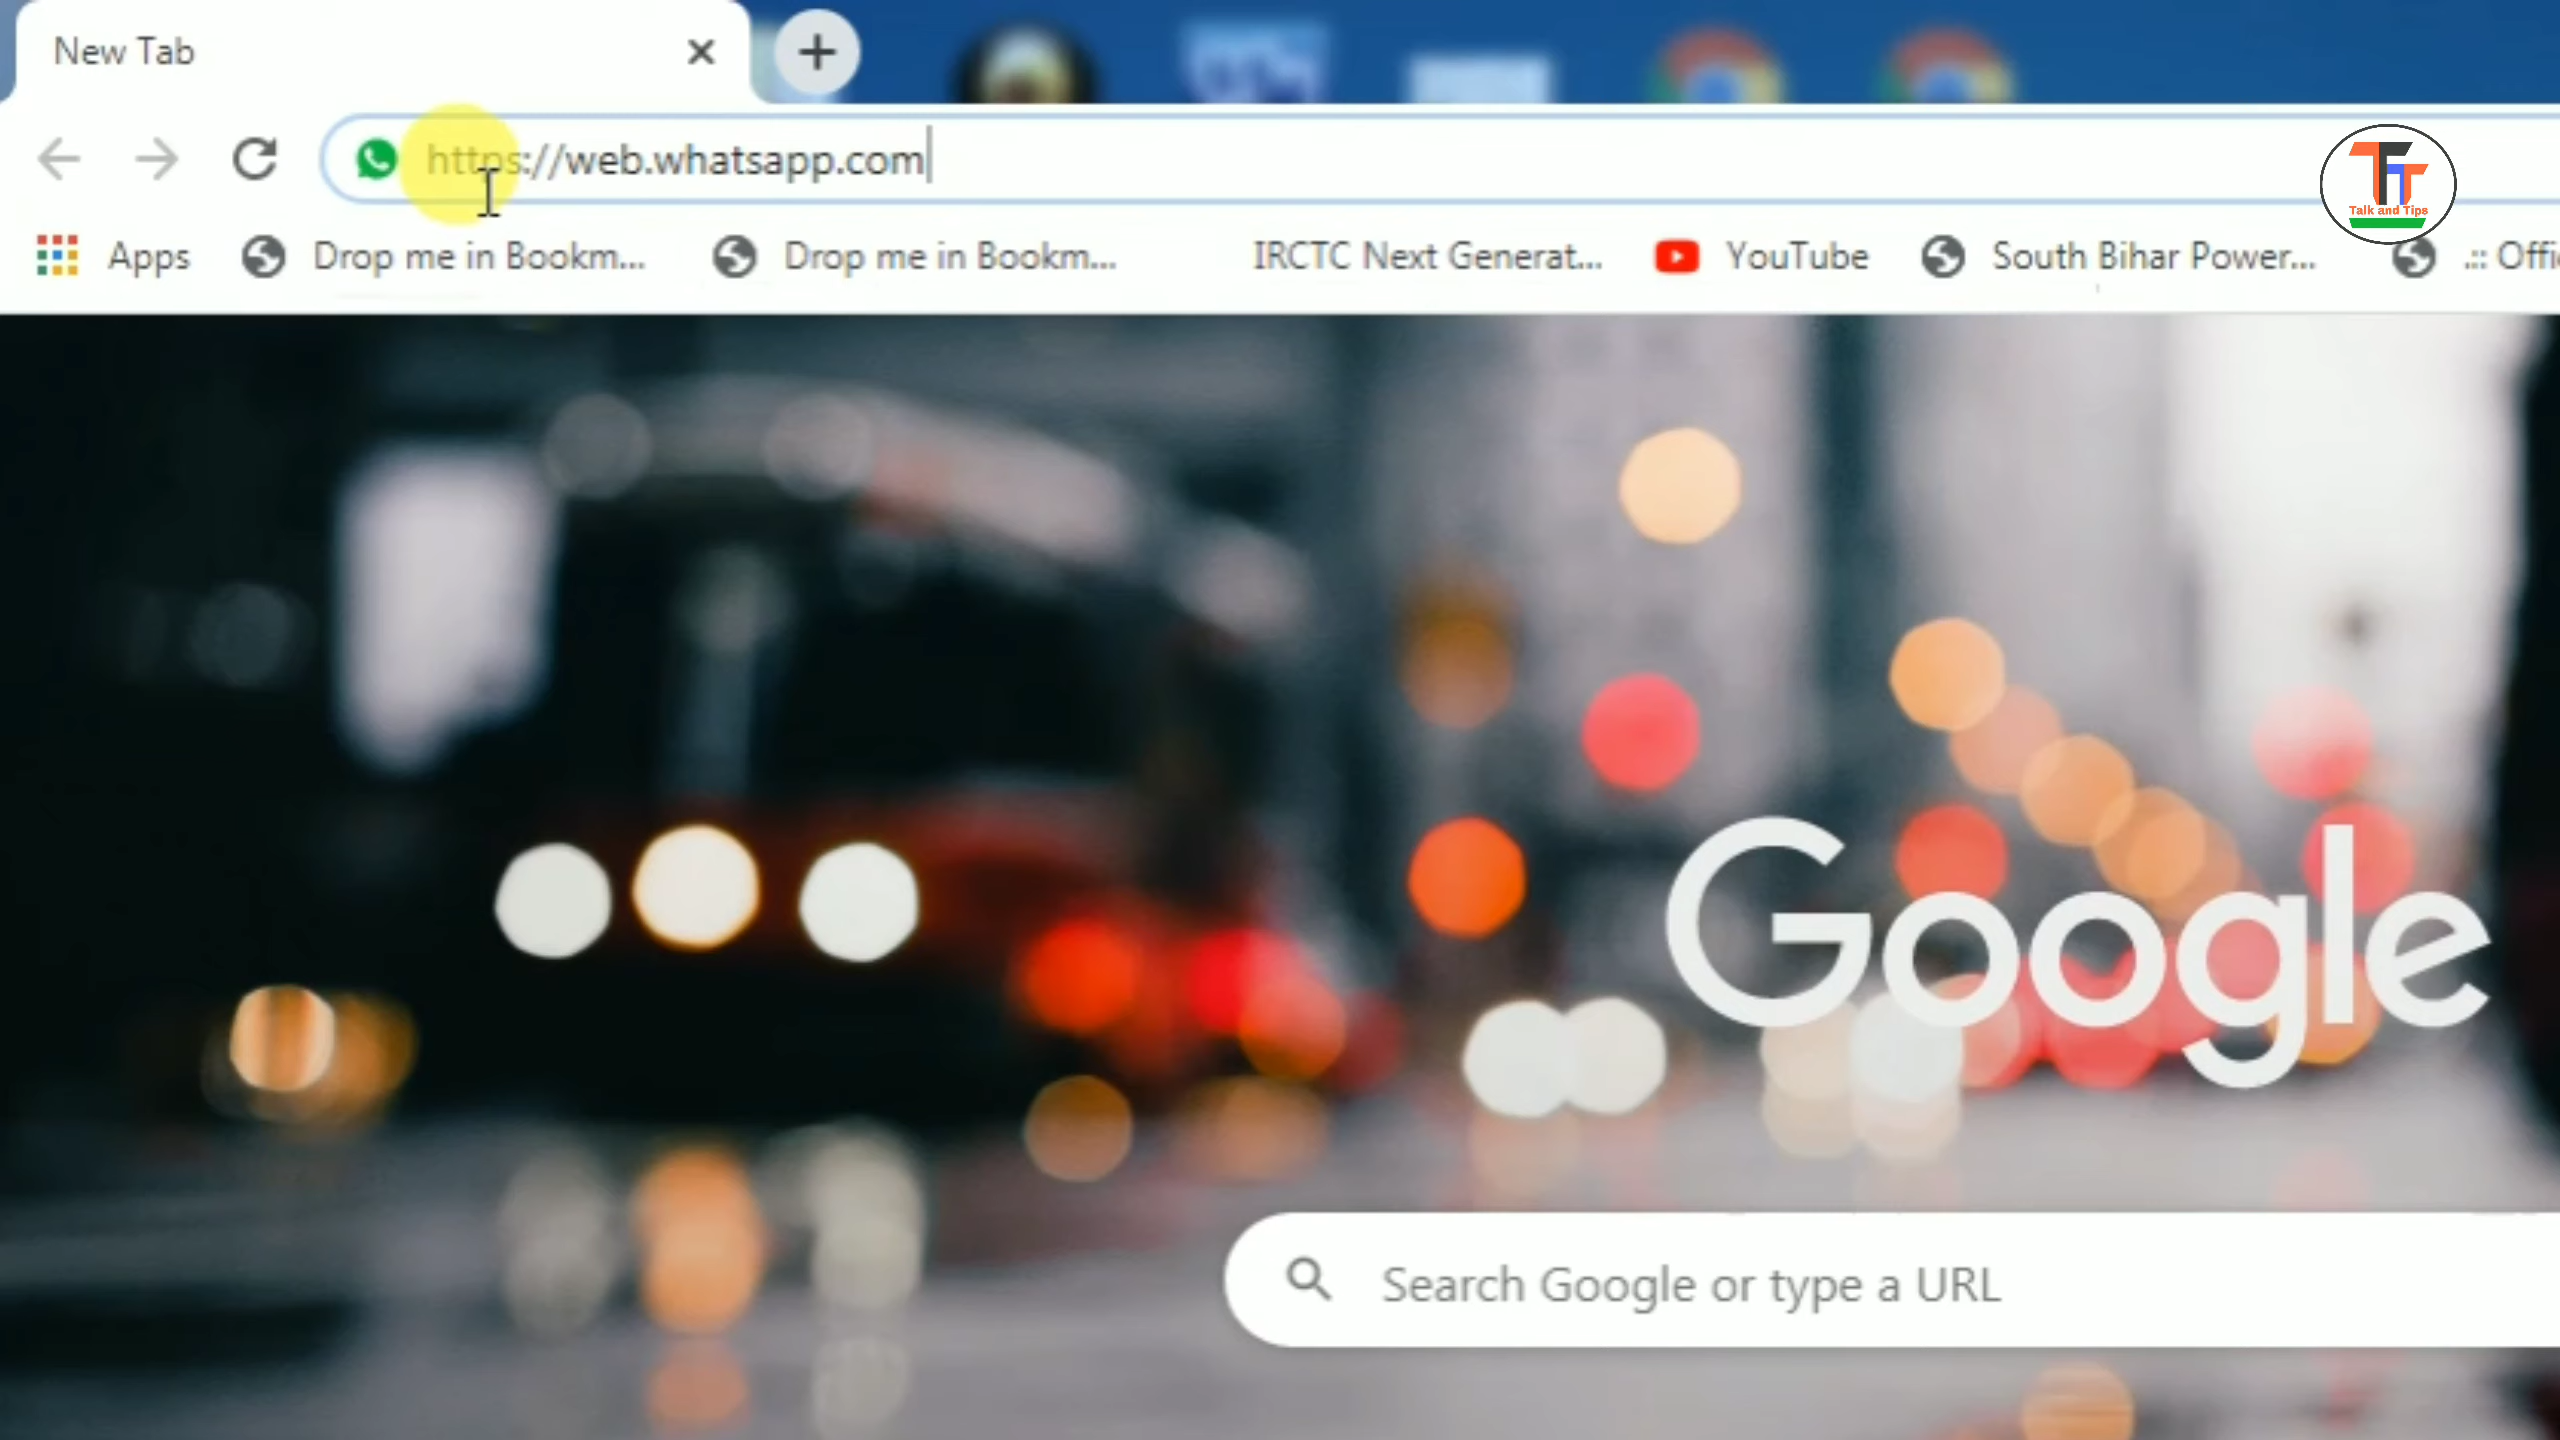 New Tab
https://web.whatsapp.com
Talk and Tips
Apps Drop me in Bookm... Drop me in Bookm... IRCTC Next Generat... YouTube South Bihar Power... .:: Offi
Google
Search Google or type a URL